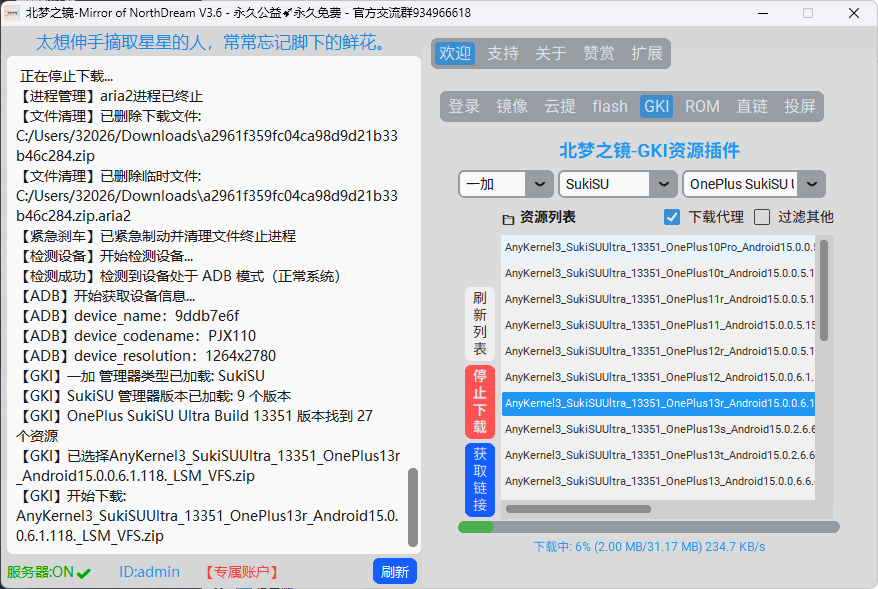 北梦之镜-Mirror of NorthDream V3.6 - 永久公益💕永久免费 - 官方交流群934966618
太想伸手摘取星星的人，常常忘记脚下的鲜花。
正在停止下载...
【进程管理】aria2进程已终止
【文件清理】已删除下载文件:
C:/Users/32026/Downloads\a2961f359fc04ca98d9d21b33
b46c284.zip
【文件清理】已删除临时文件:
C:/Users/32026/Downloads\a2961f359fc04ca98d9d21b33
b46c284.zip.aria2
【紧急刹车】已紧急制动并清理文件终止进程
【检测设备】开始检测设备...
【检测成功】检测到设备处于 ADB 模式（正常系统）
【ADB】开始获取设备信息...
【ADB】device_name：9ddb7e6f
【ADB】device_codename：PJX110
【ADB】device_resolution：1264x2780
【GKI】一加 管理器类型已加载: SukiSU
【GKI】SukiSU 管理器版本已加载: 9 个版本
【GKI】OnePlus SukiSU Ultra Build 13351 版本找到 27
个资源
【GKI】已选择AnyKernel3_SukiSUUltra_13351_OnePlus13r
_Android15.0.0.6.1.118._LSM_VFS.zip
【GKI】开始下载:
AnyKernel3_SukiSUUltra_13351_OnePlus13r_Android15.0.
0.6.1.118._LSM_VFS.zip
服务器:ON ID:admin 【专属账户】 刷新
欢迎 支持 关于 赞赏 扩展
登录 镜像 云提 flash GKI ROM 直链 投屏
北梦之镜-GKI资源插件
一加 SukiSU OnePlus SukiSU U
资源列表 下载代理 过滤其他
AnyKernel3_SukiSUUltra_13351_OnePlus10Pro_Android15.0.0.5
AnyKernel3_SukiSUUltra_13351_OnePlus10t_Android15.0.0.5.1
AnyKernel3_SukiSUUltra_13351_OnePlus11r_Android15.0.0.5.1
AnyKernel3_SukiSUUltra_13351_OnePlus11_Android15.0.0.5.15
AnyKernel3_SukiSUUltra_13351_OnePlus12r_Android15.0.0.5.1
AnyKernel3_SukiSUUltra_13351_OnePlus12_Android15.0.0.6.1.
AnyKernel3_SukiSUUltra_13351_OnePlus13r_Android15.0.0.6.1
AnyKernel3_SukiSUUltra_13351_OnePlus13s_Android15.0.2.6.6
AnyKernel3_SukiSUUltra_13351_OnePlus13t_Android15.0.2.6.6
AnyKernel3_SukiSUUltra_13351_OnePlus13_Android15.0.0.6.6.
刷新列表
停止下载
获取链接
下载中: 6% (2.00 MB/31.17 MB) 234.7 KB/s